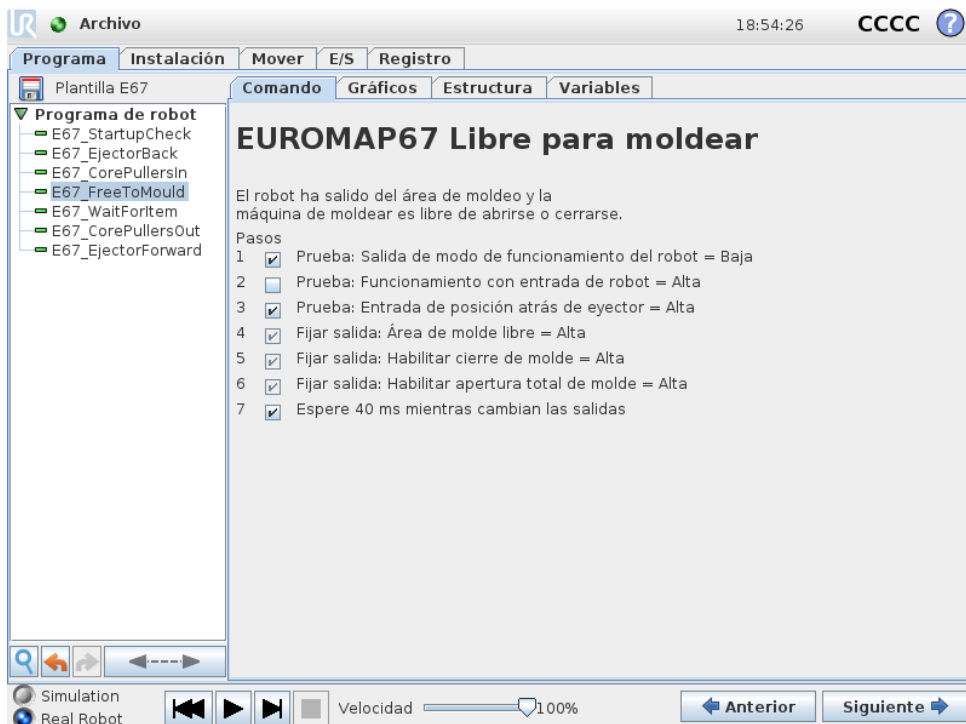 UR Archivo 18:54:26 CCCC ?
Programa Instalación Mover E/S Registro
Plantilla E67
Comando Gráficos Estructura Variables
Programa de robot
E67_StartupCheck
E67_EjectorBack
E67_CorePullersIn
E67_FreeToMould
E67_WaitForItem
E67_CorePullersOut
E67_EjectorForward
EUROMAP67 Libre para moldear
El robot ha salido del área de moldeo y la
máquina de moldear es libre de abrirse o cerrarse.
Pasos
1 Prueba: Salida de modo de funcionamiento del robot = Baja
2 Prueba: Funcionamiento con entrada de robot = Alta
3 Prueba: Entrada de posición atrás de eyector = Alta
4 Fijar salida: Área de molde libre = Alta
5 Fijar salida: Habilitar cierre de molde = Alta
6 Fijar salida: Habilitar apertura total de molde = Alta
7 Espere 40 ms mientras cambian las salidas
Simulation
Real Robot
Velocidad 100%
Anterior Siguiente